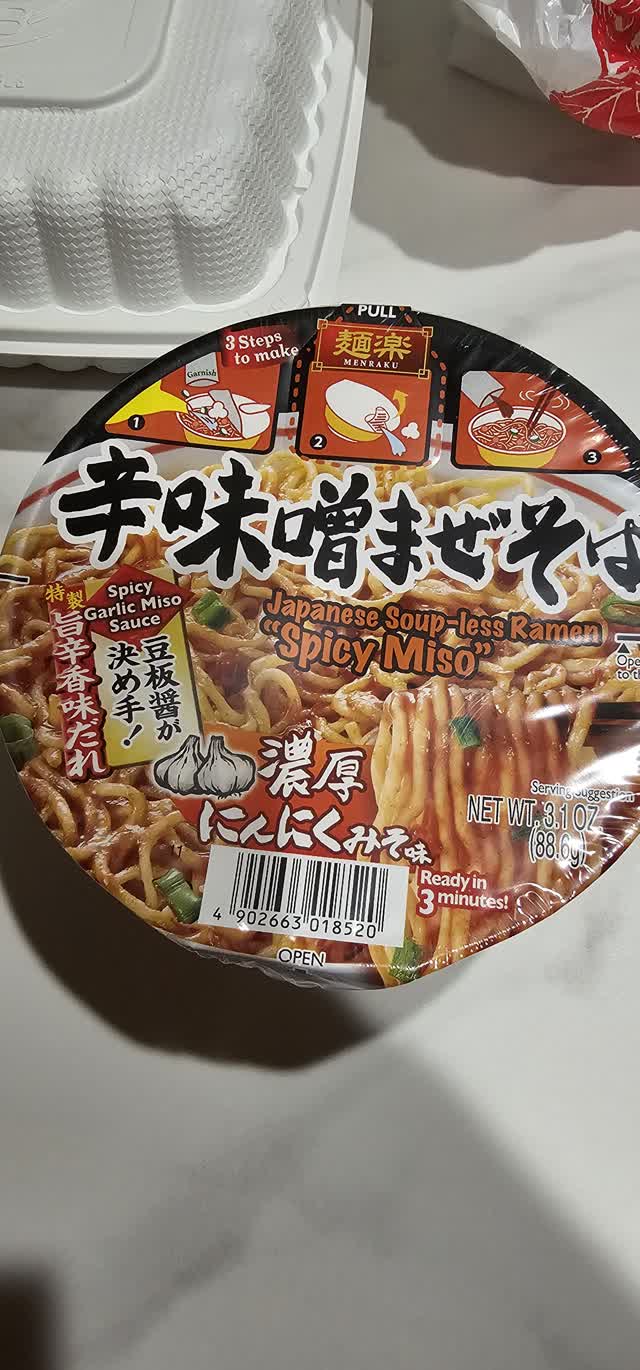 PULL
3 Steps
to make
麺楽
MENRAKU
Garnish
1
2
3
辛味噌まぜそば
Japanese Soup-less Ramen
"Spicy Miso"
Spicy
Garlic Miso
Sauce
特製
旨辛香味だれ
豆板醤が
決め手!
濃厚
にんにくみそ味
Serving Suggestion
NET WT. 3.1 OZ
(88.6g)
Ready in
3 minutes!
4 902663 018520
OPEN